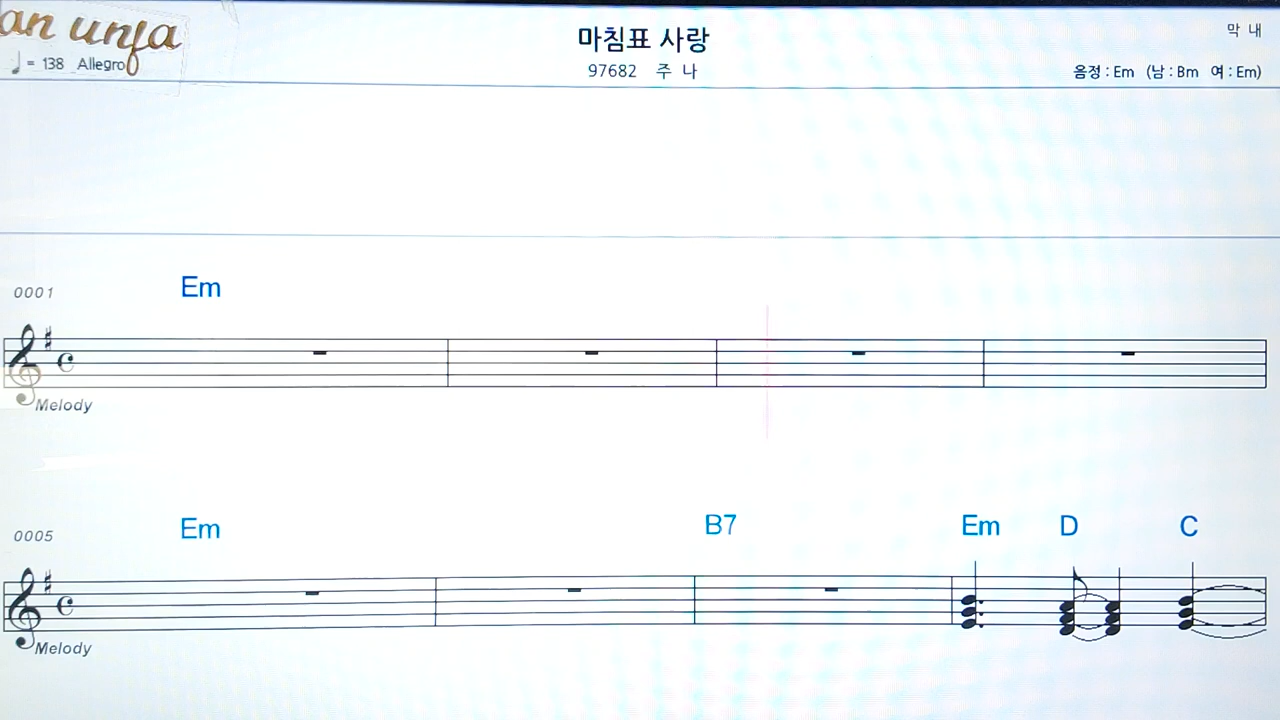 an unfa
♩ = 138 Allegro
마침표 사랑
막 내
97682 주 나
음정 : Em (남 : Bm 여 : Em)
0001
Em
Melody
0005
Em B7 Em D C
Melody